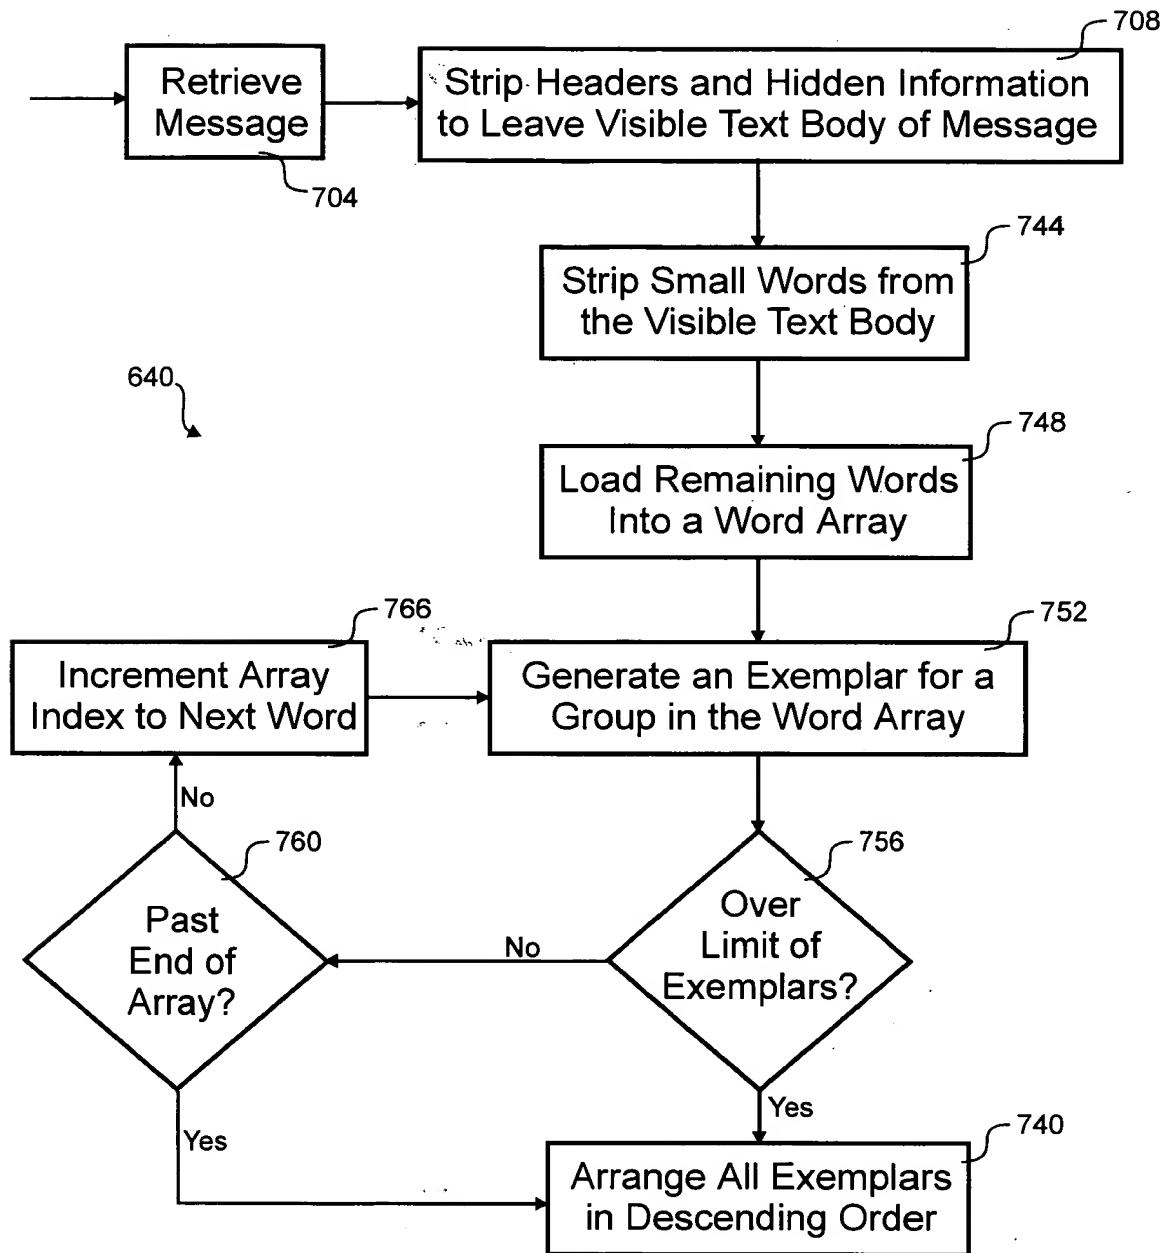 708
Retrieve
Message
704
Strip Headers and Hidden Information
to Leave Visible Text Body of Message
744
Strip Small Words from
the Visible Text Body
640
748
Load Remaining Words
Into a Word Array
766
Increment Array
Index to Next Word
752
Generate an Exemplar for a
Group in the Word Array
No
760
Past
End of
Array?
No
756
Over
Limit of
Exemplars?
Yes
Yes
740
Arrange All Exemplars
in Descending Order